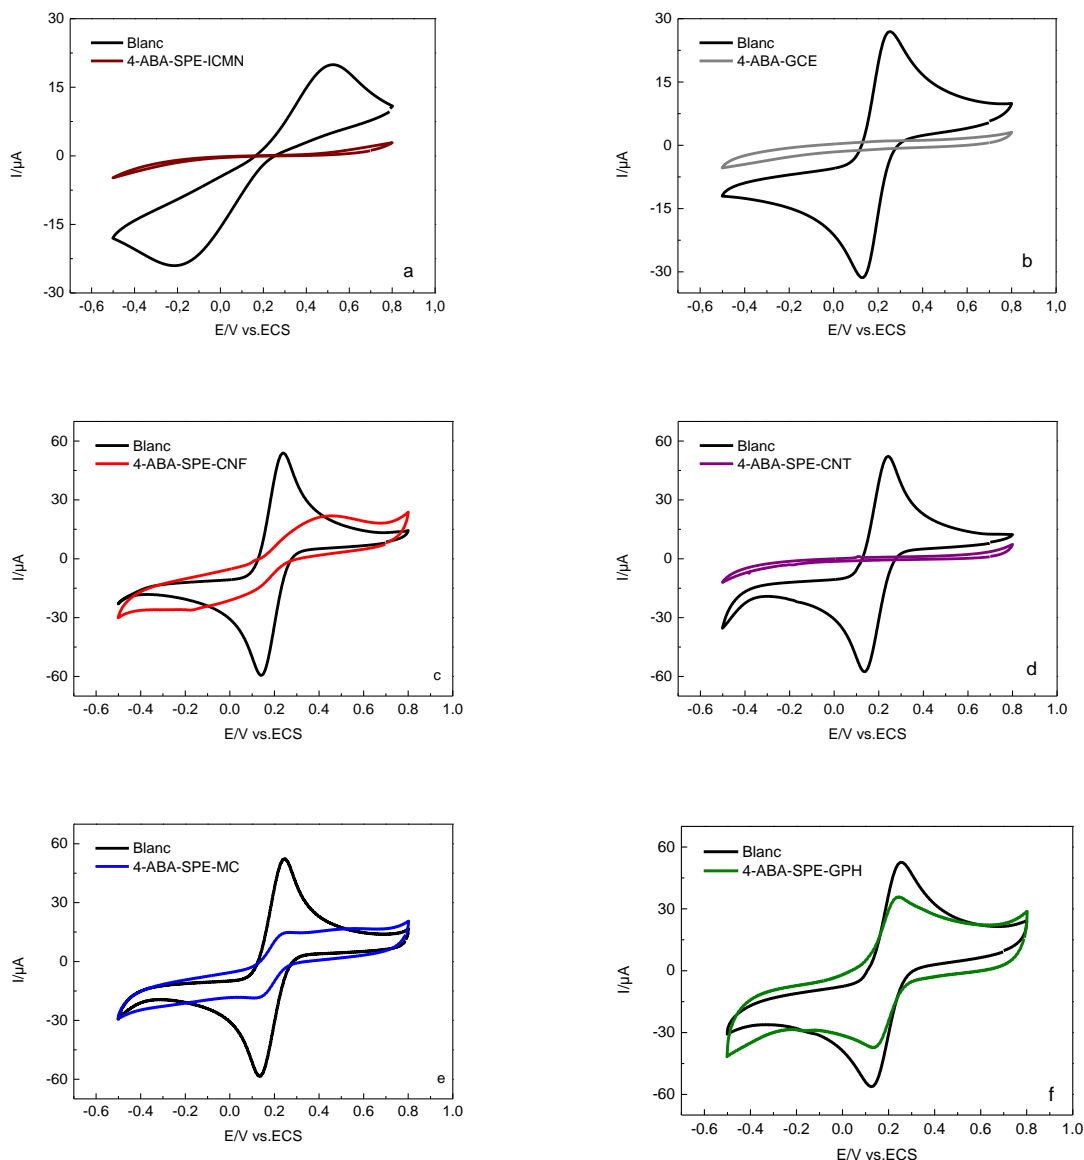 30
15
0
-15
-30
I/µA
Blanc
4-ABA-SPE-ICMN
a
-0,6 -0,4 -0,2 0,0 0,2 0,4 0,6 0,8 1,0
E/V vs.ECS
30
15
0
-15
-30
I/µA
Blanc
4-ABA-GCE
b
-0,6 -0,4 -0,2 0,0 0,2 0,4 0,6 0,8 1,0
E/V vs.ECS
60
30
0
-30
-60
I/µA
Blanc
4-ABA-SPE-CNF
c
-0.6 -0.4 -0.2 0.0 0.2 0.4 0.6 0.8 1.0
E/V vs.ECS
60
30
0
-30
-60
I/µA
Blanc
4-ABA-SPE-CNT
d
-0.6 -0.4 -0.2 0.0 0.2 0.4 0.6 0.8 1.0
E/V vs.ECS
60
30
0
-30
-60
I/µA
Blanc
4-ABA-SPE-MC
e
-0.6 -0.4 -0.2 0.0 0.2 0.4 0.6 0.8 1.0
E/V vs.ECS
60
30
0
-30
-60
I/µA
Blanc
4-ABA-SPE-GPH
f
-0.6 -0.4 -0.2 0.0 0.2 0.4 0.6 0.8 1.0
E/V vs.ECS